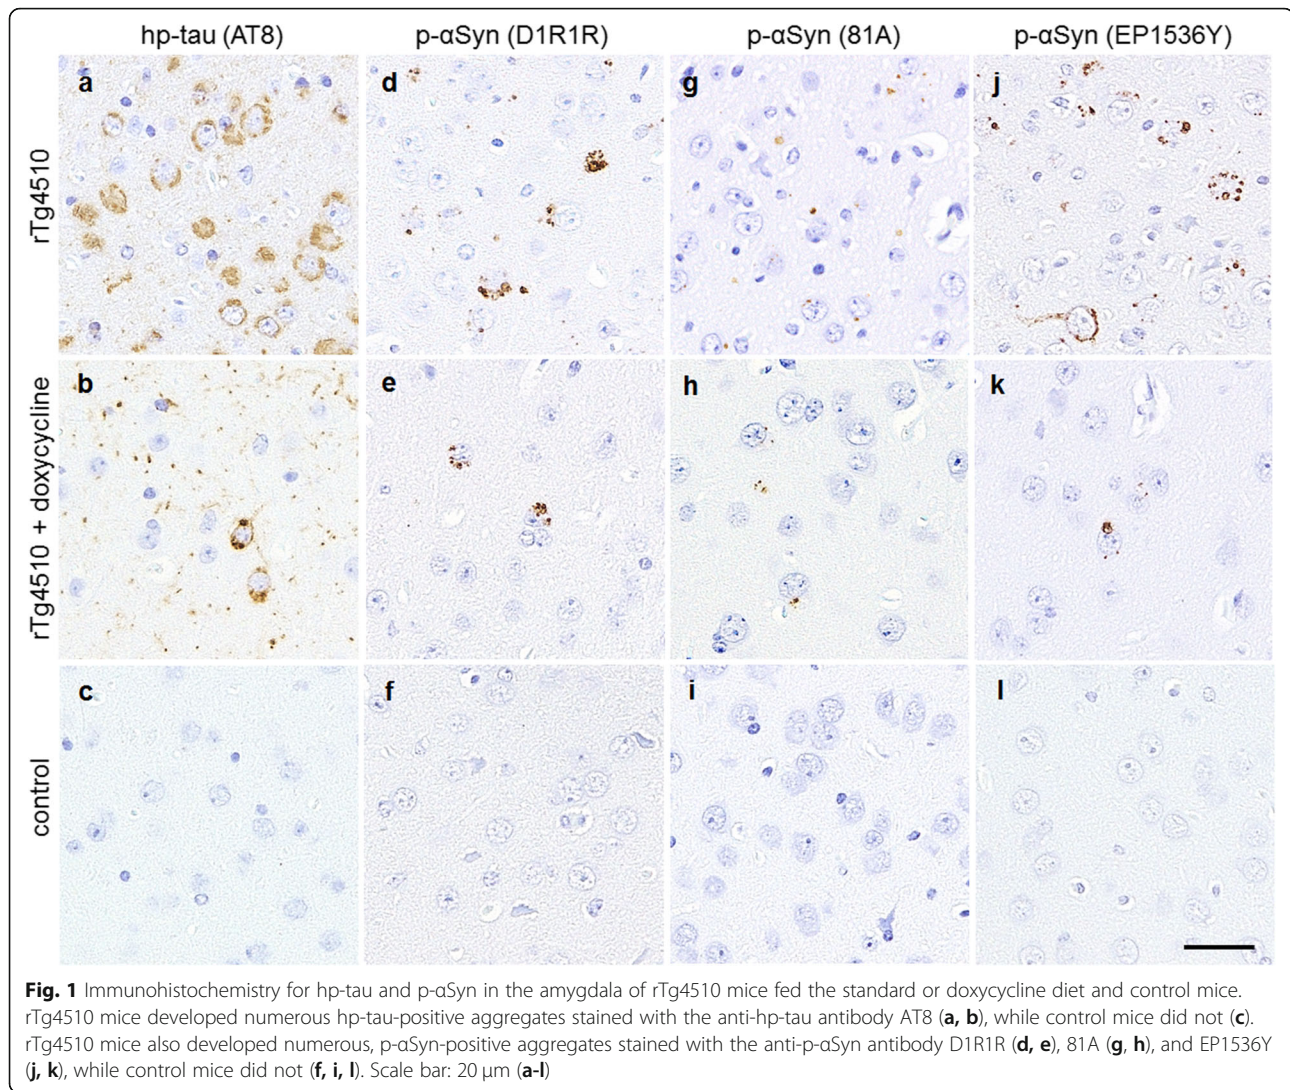 hp-tau (AT8) p-αSyn (D1R1R) p-αSyn (81A) p-αSyn (EP1536Y)
rTg4510
a d g j
rTg4510 + doxycycline
b e h k
control
c f i l
Fig. 1 Immunohistochemistry for hp-tau and p-αSyn in the amygdala of rTg4510 mice fed the standard or doxycycline diet and control mice.
rTg4510 mice developed numerous hp-tau-positive aggregates stained with the anti-hp-tau antibody AT8 (a, b), while control mice did not (c).
rTg4510 mice also developed numerous, p-αSyn-positive aggregates stained with the anti-p-αSyn antibody D1R1R (d, e), 81A (g, h), and EP1536Y
(j, k), while control mice did not (f, i, l). Scale bar: 20 μm (a-l)